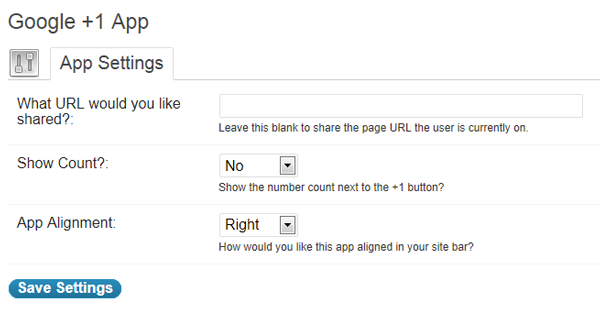 Google +1 App
App Settings
What URL would you like
shared?:
Leave this blank to share the page URL the user is currently on.
Show Count?:
No
Show the number count next to the +1 button?
App Alignment:
Right
How would you like this app aligned in your site bar?
Save Settings